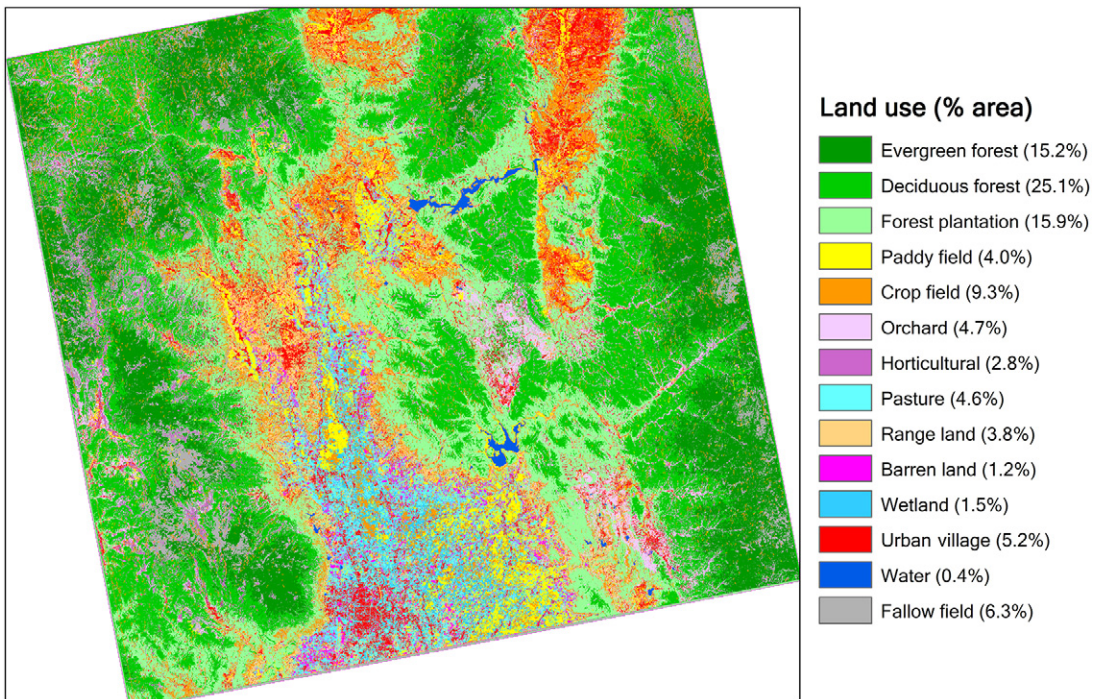 Land use (% area)
Evergreen forest (15.2%)
Deciduous forest (25.1%)
Forest plantation (15.9%)
Paddy field (4.0%)
Crop field (9.3%)
Orchard (4.7%)
Horticultural (2.8%)
Pasture (4.6%)
Range land (3.8%)
Barren land (1.2%)
Wetland (1.5%)
Urban village (5.2%)
Water (0.4%)
Fallow field (6.3%)